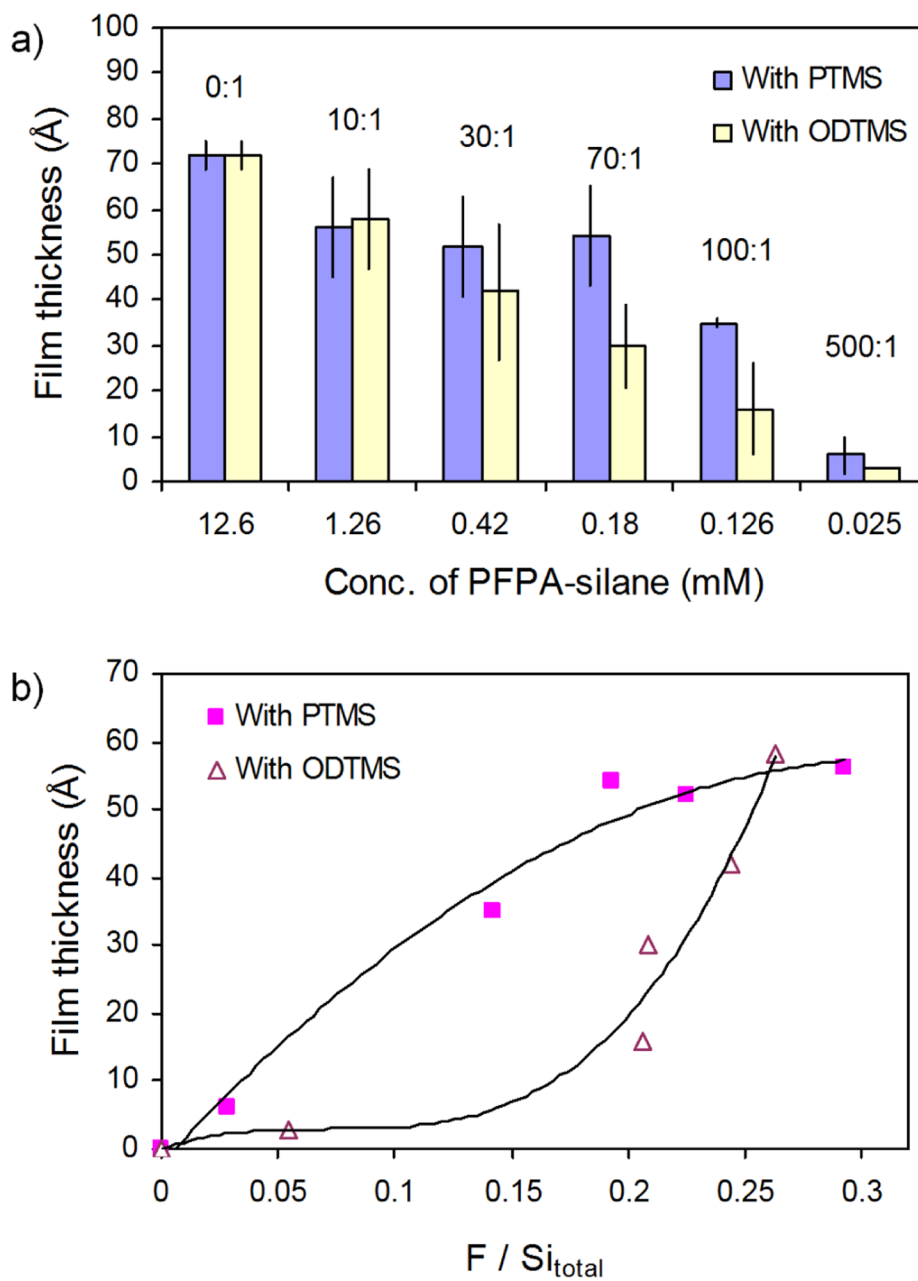 a)
100
90
80
70
60
50
40
30
20
10
0
Film thickness (Å)
0:1
10:1
30:1
70:1
100:1
500:1
With PTMS
With ODTMS
12.6 1.26 0.42 0.18 0.126 0.025
Conc. of PFPA-silane (mM)
b)
70
60
50
40
30
20
10
0
Film thickness (Å)
With PTMS
With ODTMS
0 0.05 0.1 0.15 0.2 0.25 0.3
F / Si total